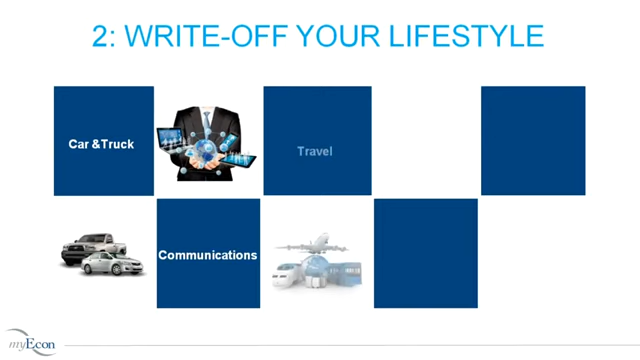 2: WRITE-OFF YOUR LIFESTYLE
Car &Truck
Travel
Communications
myEcon